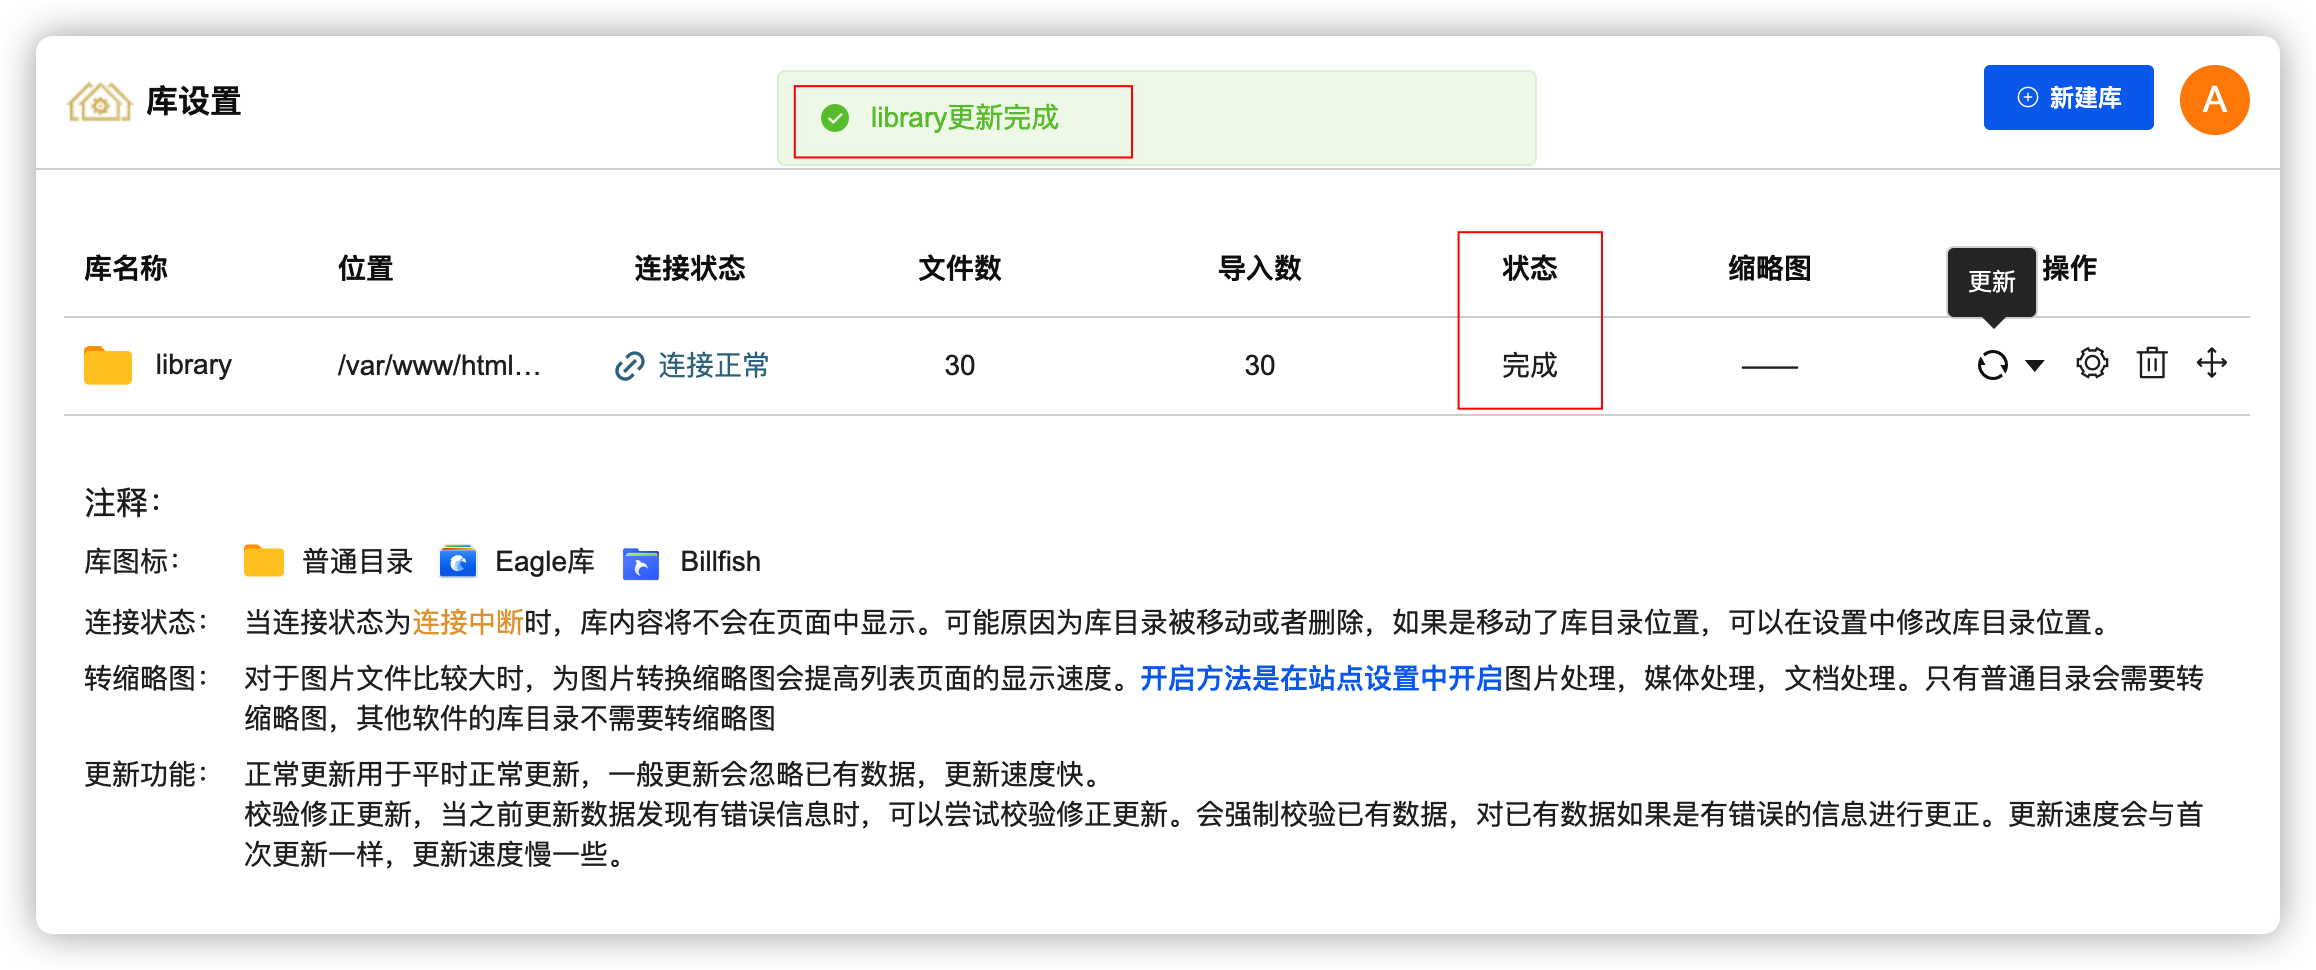 库设置
library更新完成
新建库
A
库名称 位置 连接状态 文件数 导入数 状态 缩略图 操作
更新
library /var/www/html... 连接正常 30 30 完成 ——
注释：
库图标： 普通目录 Eagle库 Billfish
连接状态： 当连接状态为连接中断时，库内容将不会在页面中显示。可能原因为库目录被移动或者删除，如果是移动了库目录位置，可以在设置中修改库目录位置。
转缩略图： 对于图片文件比较大时，为图片转换缩略图会提高列表页面的显示速度。开启方法是在站点设置中开启图片处理，媒体处理，文档处理。只有普通目录会需要转
缩略图，其他软件的库目录不需要转缩略图
更新功能： 正常更新用于平时正常更新，一般更新会忽略已有数据，更新速度快。
校验修正更新，当之前更新数据发现有错误信息时，可以尝试校验修正更新。会强制校验已有数据，对已有数据如果是有错误的信息进行更正。更新速度会与首
次更新一样，更新速度慢一些。